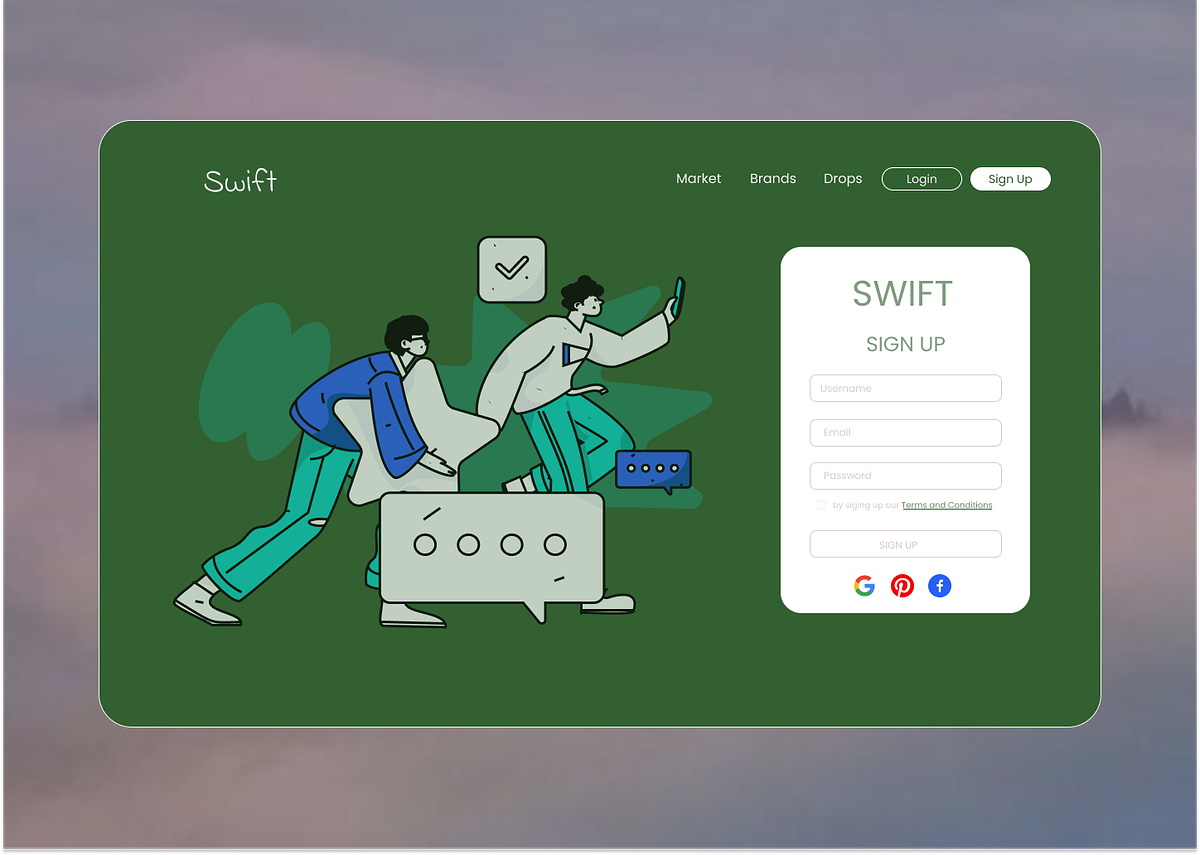 Swift
Market Brands Drops Login Sign Up
SWIFT
SIGN UP
Username
Email
Password
by siging up our Terms and Conditions
SIGN UP